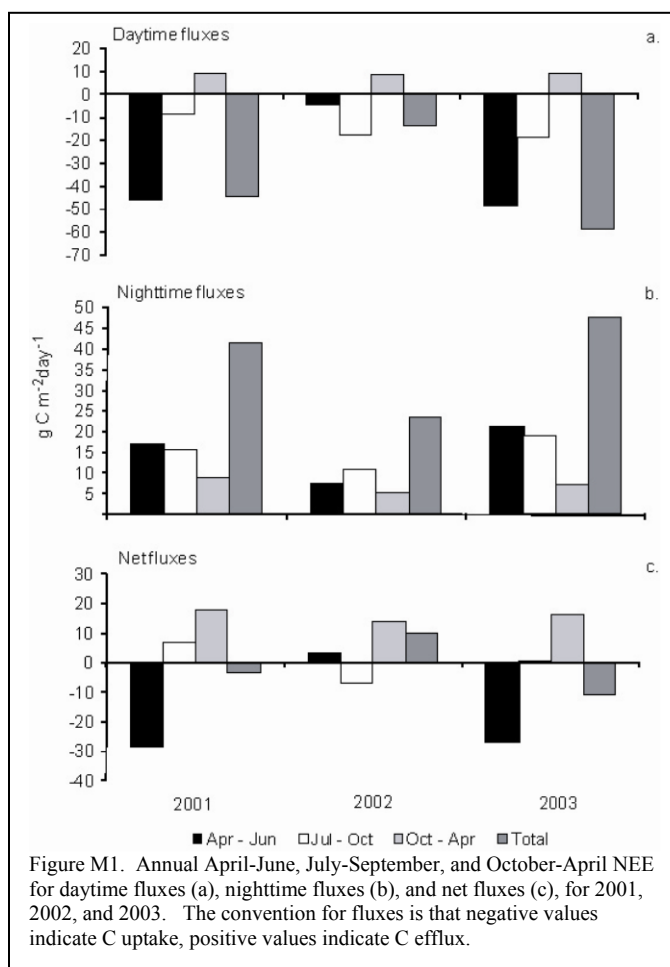 Daytime fluxes
a.
20
10
0
-10
-20
-30
-40
-50
-60
-70
Nighttime fluxes
b.
50
45
40
35
30
25
20
15
10
5
g C m-2day-1
Netfluxes
c.
30
20
10
0
-10
-20
-30
-40
2001 2002 2003
Apr - Jun Jul - Oct Oct - Apr Total
Figure M1. Annual April-June, July-September, and October-April NEE
for daytime fluxes (a), nighttime fluxes (b), and net fluxes (c), for 2001,
2002, and 2003. The convention for fluxes is that negative values
indicate C uptake, positive values indicate C efflux.